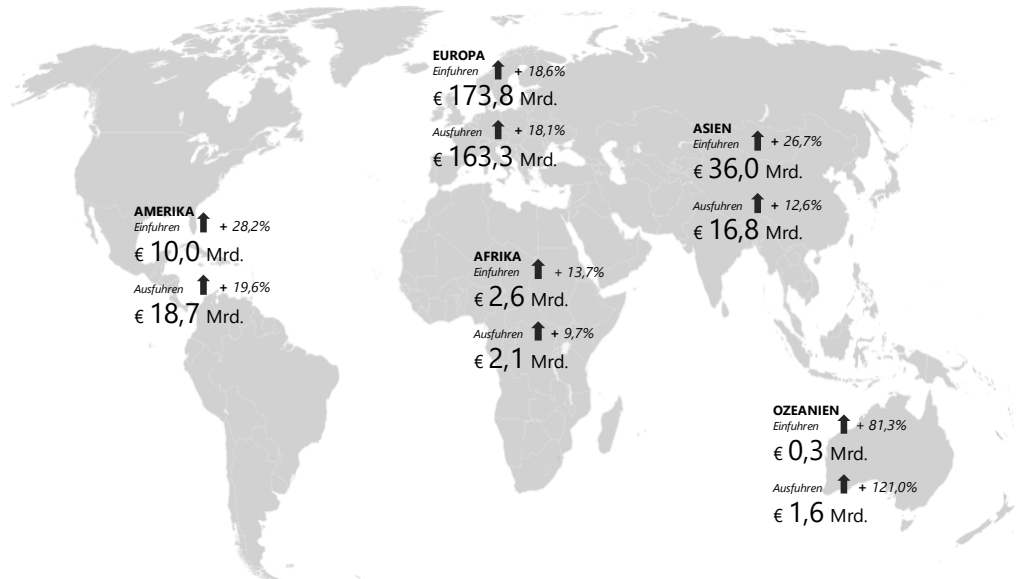 EUROPA
Einfuhren + 18,6%
€ 173,8 Mrd.
Ausfuhren + 18,1%
€ 163,3 Mrd.
ASIEN
Einfuhren + 26,7%
€ 36,0 Mrd.
Ausfuhren + 12,6%
€ 16,8 Mrd.
AMERIKA
Einfuhren + 28,2%
€ 10,0 Mrd.
Ausfuhren + 19,6%
€ 18,7 Mrd.
AFRIKA
Einfuhren + 13,7%
€ 2,6 Mrd.
Ausfuhren + 9,7%
€ 2,1 Mrd.
OZEANIEN
Einfuhren + 81,3%
€ 0,3 Mrd.
Ausfuhren + 121,0%
€ 1,6 Mrd.